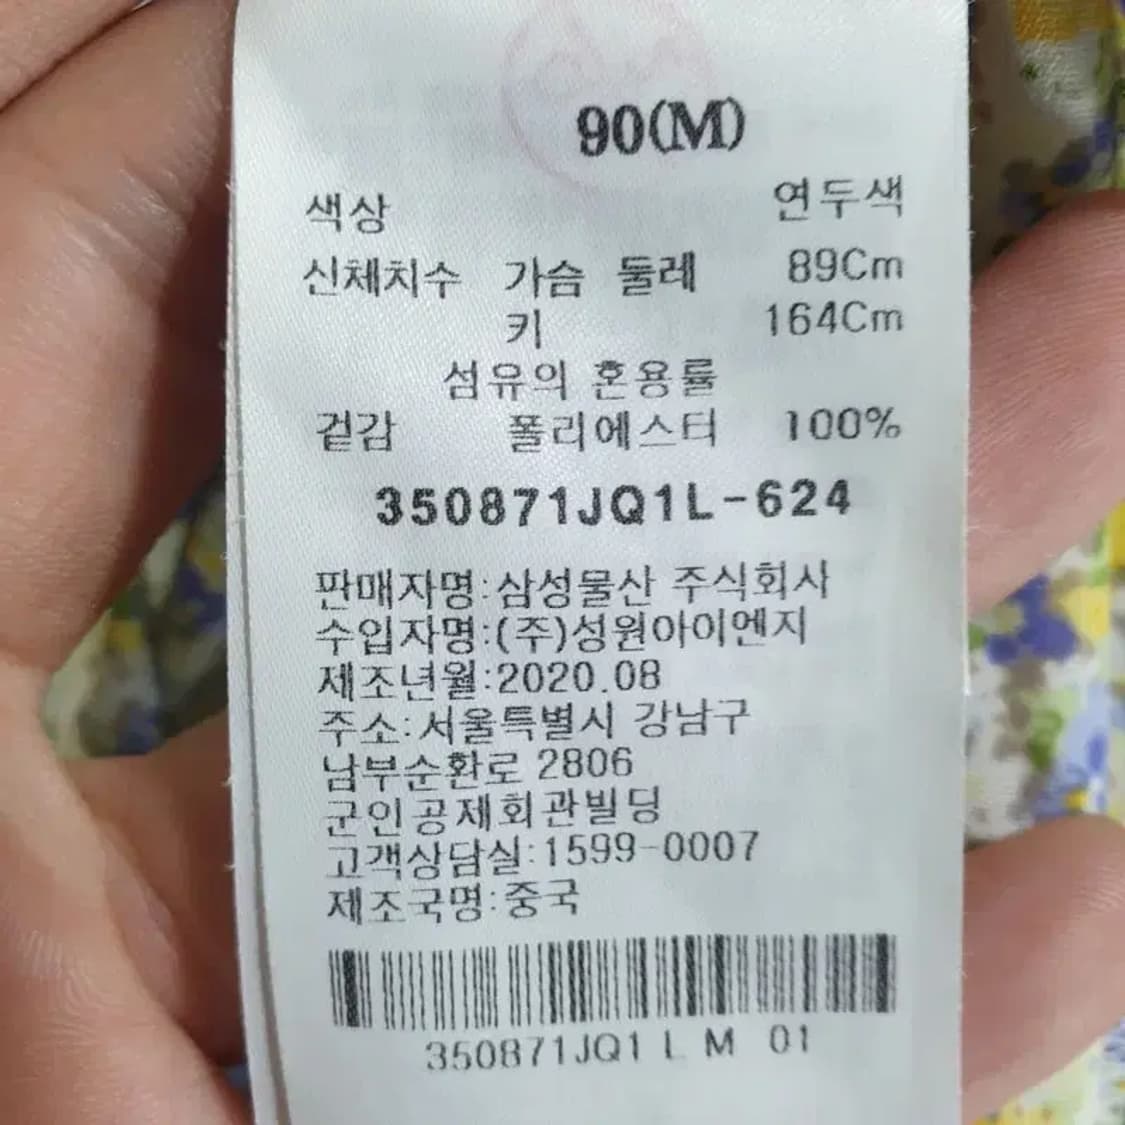 90(M)
색상 연두색
신체치수 가슴 둘레 89Cm
키 164Cm
섬유의 혼용률
겉감 폴리에스터 100%
350871JQ1L-624
판매자명:삼성물산 주식회사
수입자명:(주)성원아이엔지
제조년월:2020.08
주소:서울특별시 강남구
남부순환로 2806
군인공제회관빌딩
고객상담실:1599-0007
제조국명:중국
350871JQ1 L M 01